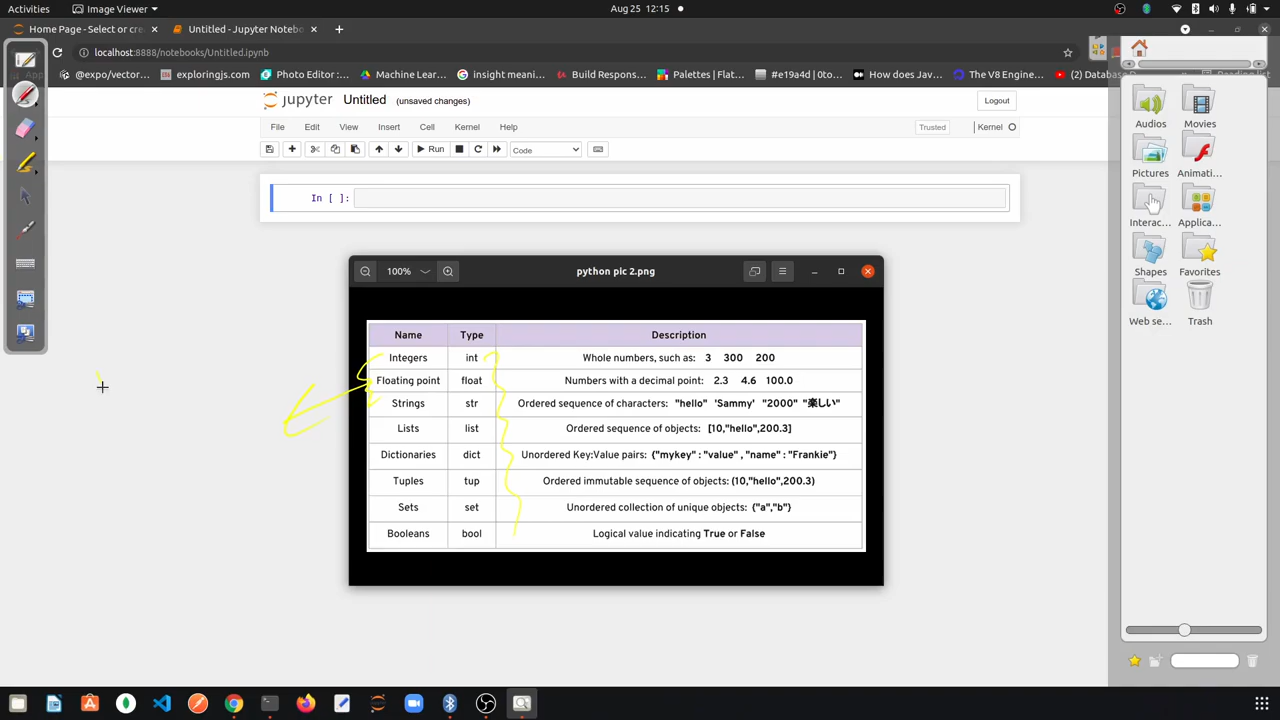 Activities Image Viewer Aug 25 12:15
Home Page - Select or cre Untitled - Jupyter Notebo
localhost:8888/notebooks/Untitled.ipynb
@expo/vector... exploringjs.com Photo Editor :... Machine Lear... Insight meani... Build Respons... Palettes | Flat... #e19a4d | 0to... How does Jav... The V8 Engine... (2) Database D
jupyter Untitled (unsaved changes) Logout
File Edit View Insert Cell Kernel Help Trusted Kernel
Run Code
In [ ]:
100% python pic 2.png
Name Type Description
Integers int Whole numbers, such as: 3 300 200
Floating point float Numbers with a decimal point: 2.3 4.6 100.0
Strings str Ordered sequence of characters: "hello" 'Sammy' "2000" "楽しい"
Lists list Ordered sequence of objects: [10,"hello",200.3]
Dictionaries dict Unordered Key:Value pairs: {"mykey" : "value" , "name" : "Frankie"}
Tuples tup Ordered immutable sequence of objects: (10,"hello",200.3)
Sets set Unordered collection of unique objects: {"a","b"}
Booleans bool Logical value indicating True or False
Audios Movies
Pictures Animati...
Interac... Applica...
Shapes Favorites
Web se... Trash